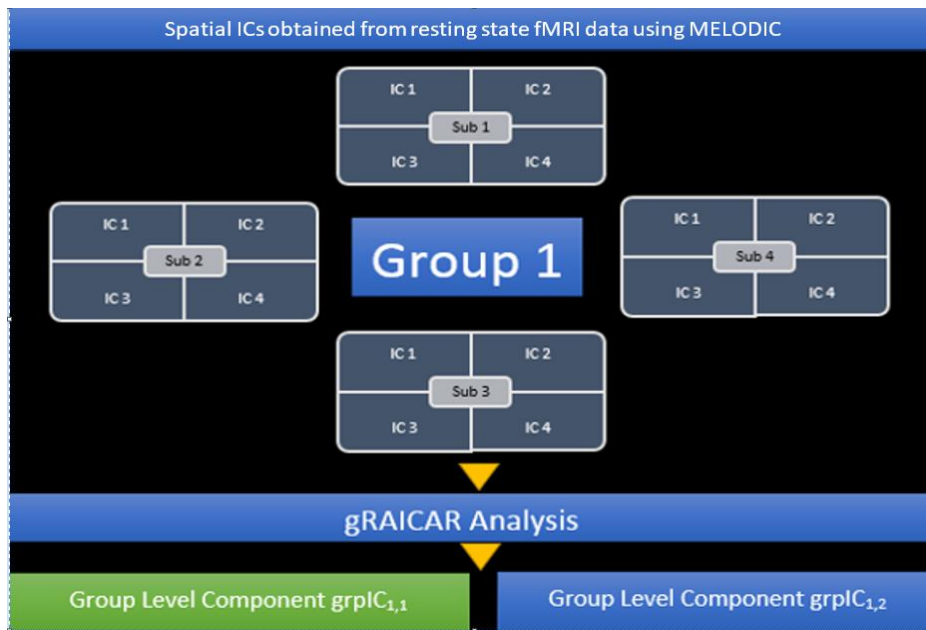 Spatial ICs obtained from resting state fMRI data using MELODIC
IC 1 IC 2
Sub 1
IC 3 IC 4
IC 1 IC 2
Sub 2
IC 3 IC 4
Group 1
IC 1 IC 2
Sub 4
IC 3 IC 4
IC 1 IC 2
Sub 3
IC 3 IC 4
gRAICAR Analysis
Group Level Component grpIC1,1
Group Level Component grpIC1,2